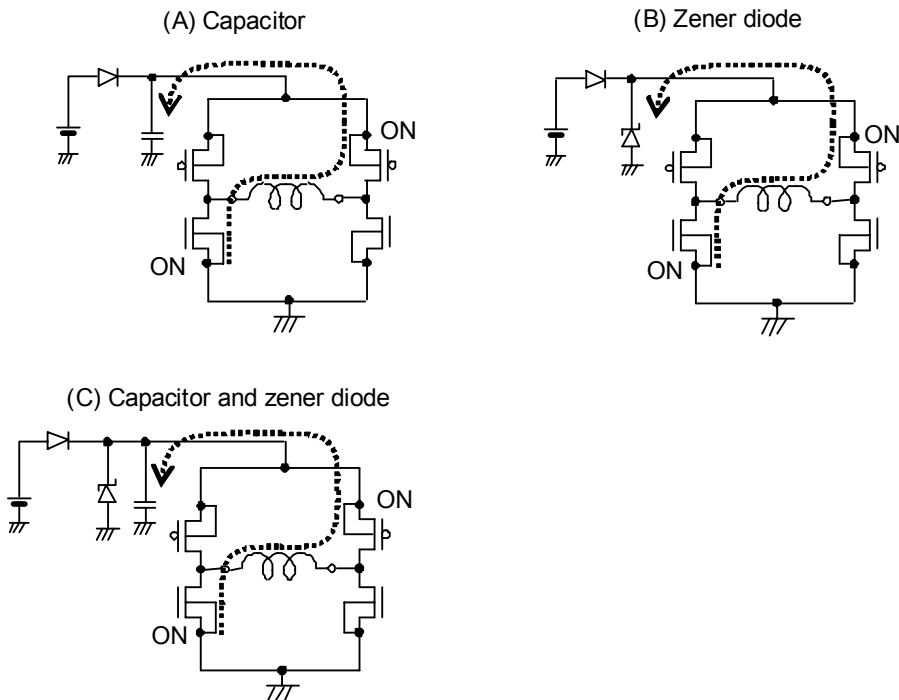 (A) Capacitor
(B) Zener diode
ON
ON
ON
ON
(C) Capacitor and zener diode
ON
ON